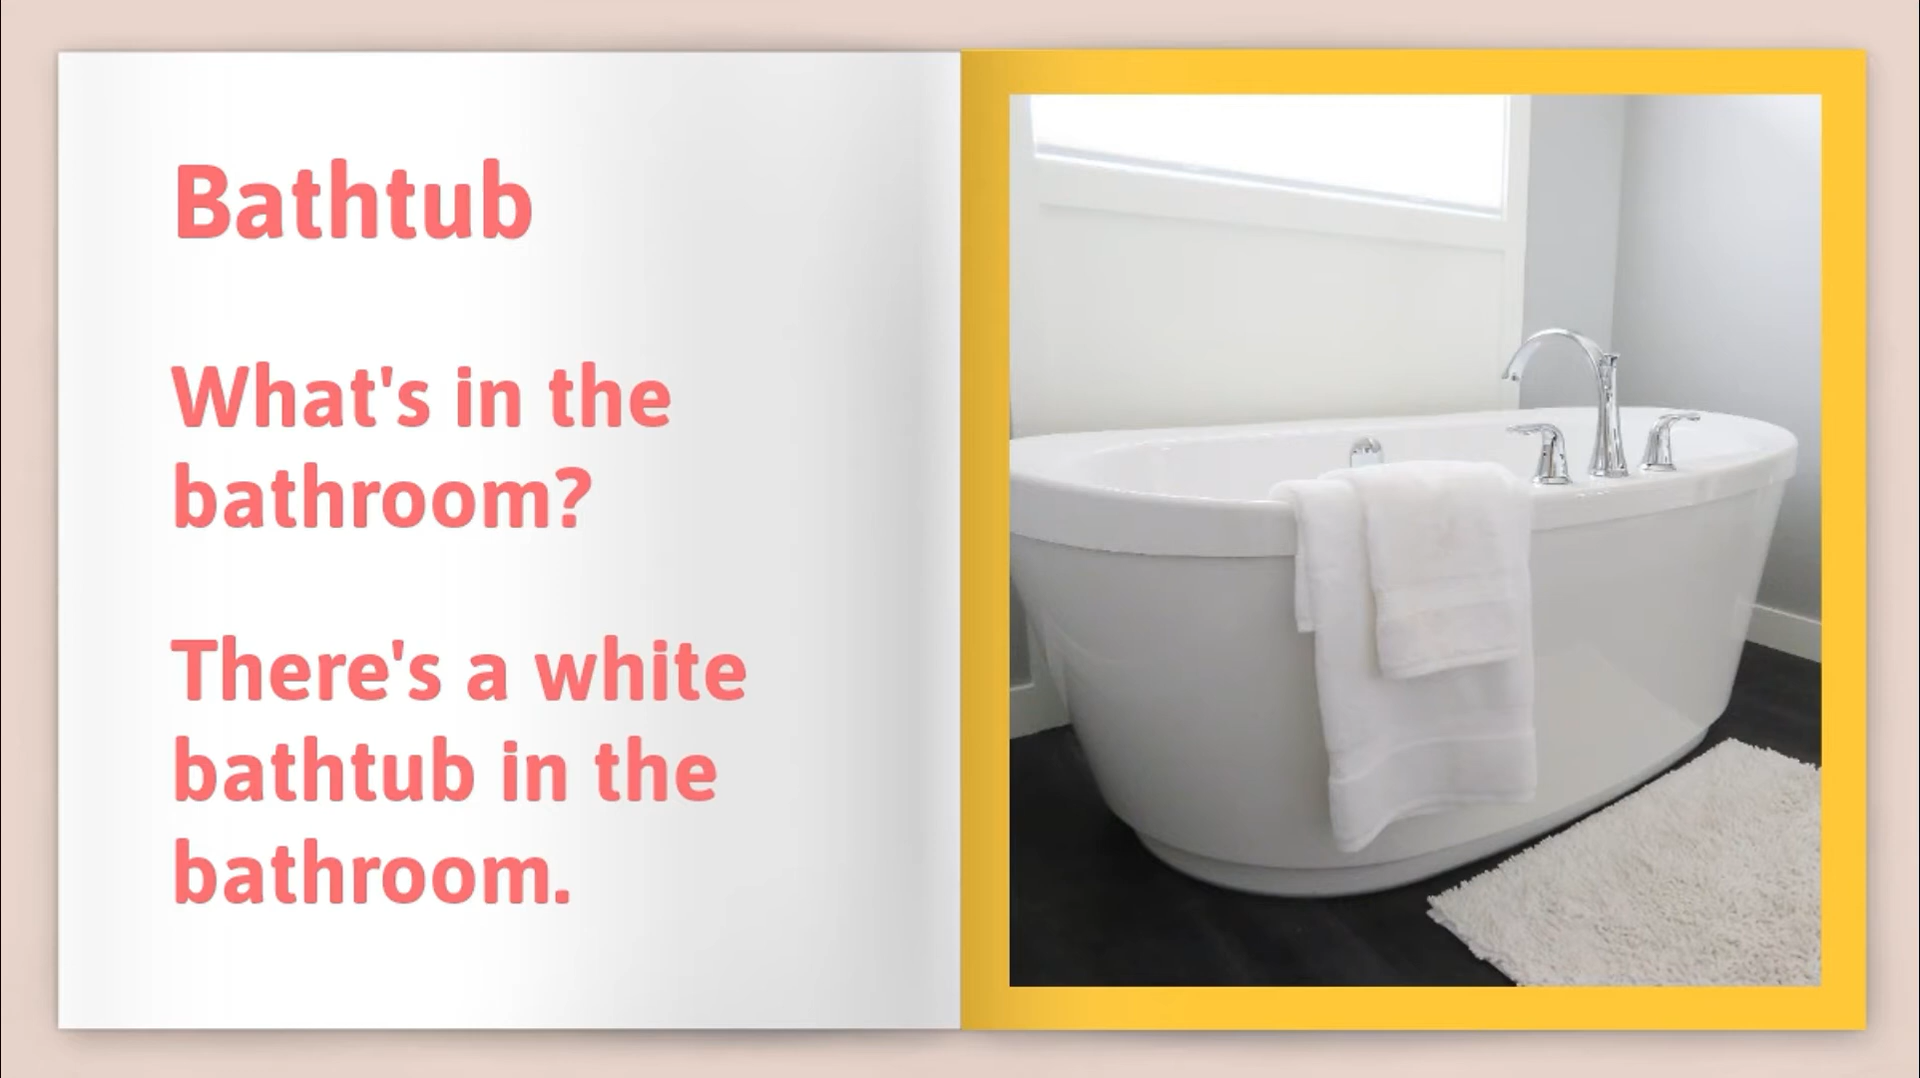 Bathtub
What's in the
bathroom?
There's a white
bathtub in the
bathroom.